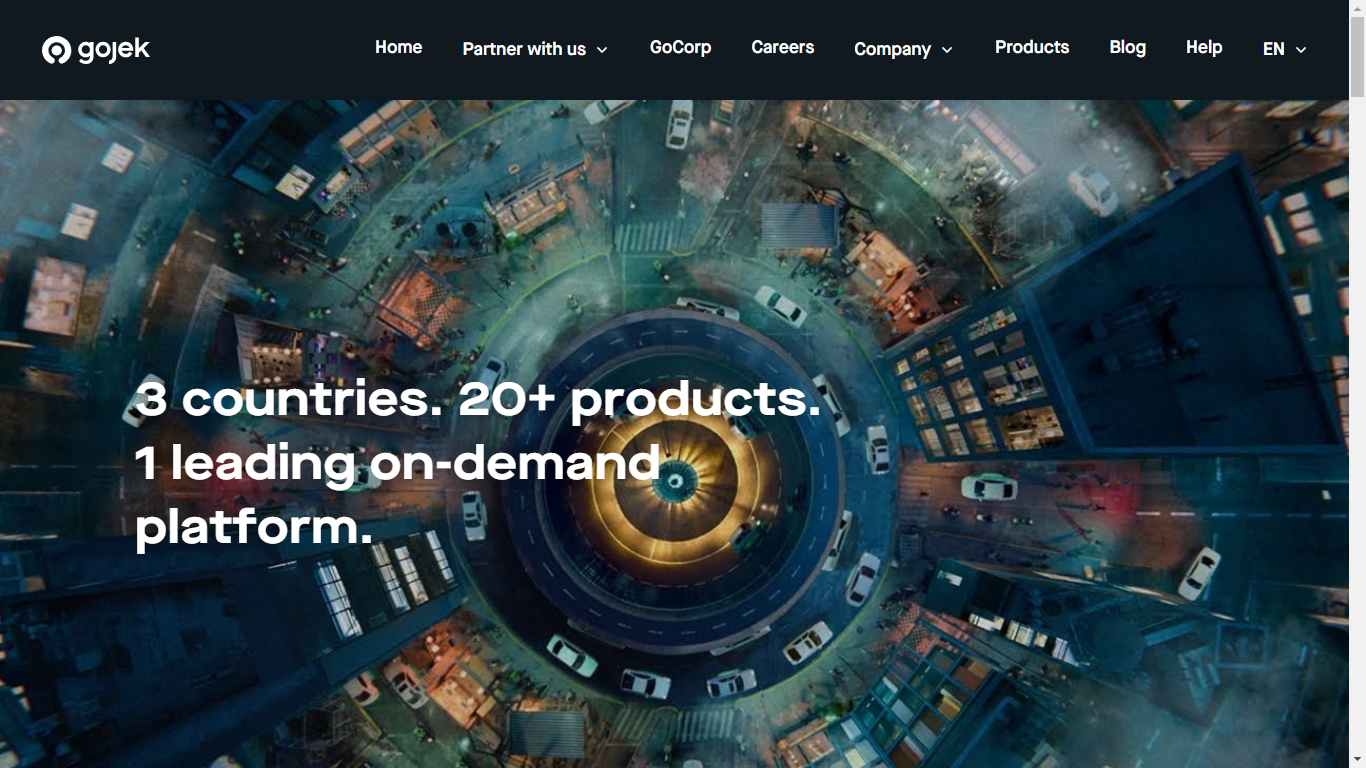 gojek
Home Partner with us GoCorp Careers Company Products Blog Help EN
3 countries. 20+ products.
1 leading on-demand
platform.